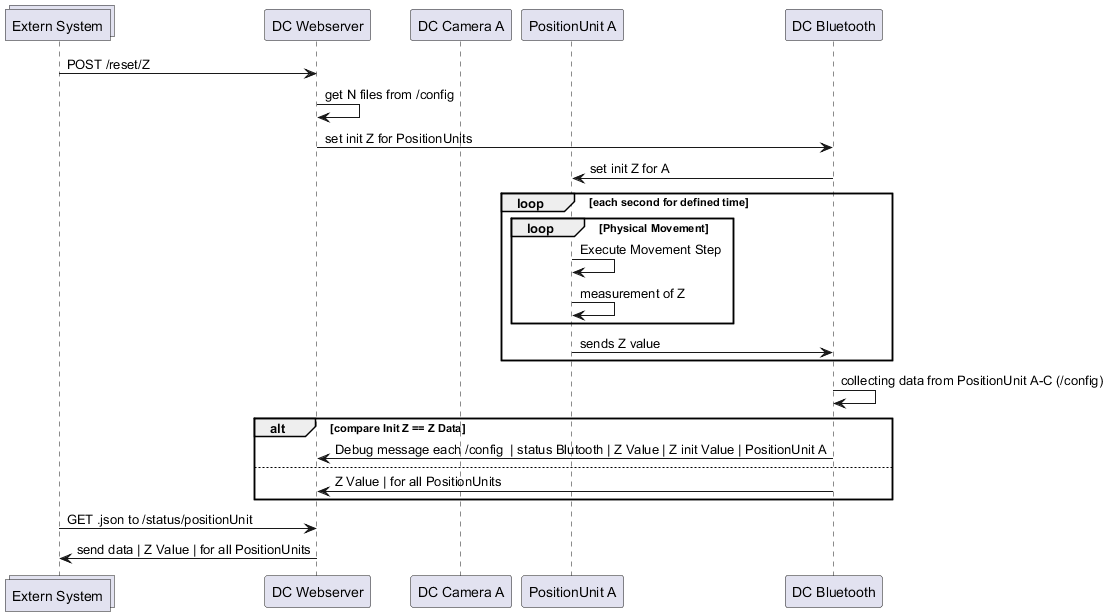 Extern System
DC Webserver
DC Camera A
PositionUnit A
DC Bluetooth
POST /reset/Z
get N files from /config
set init Z for PositionUnits
set init Z for A
loop [each second for defined time]
loop [Physical Movement]
Execute Movement Step
measurement of Z
sends Z value
collecting data from PositionUnit A-C (/config)
alt [compare Init Z == Z Data]
Debug message each /config | status Blutooth | Z Value | Z init Value | PositionUnit A
Z Value | for all PositionUnits
GET .json to /status/positionUnit
send data | Z Value | for all PositionUnits
Extern System
DC Webserver
DC Camera A
PositionUnit A
DC Bluetooth